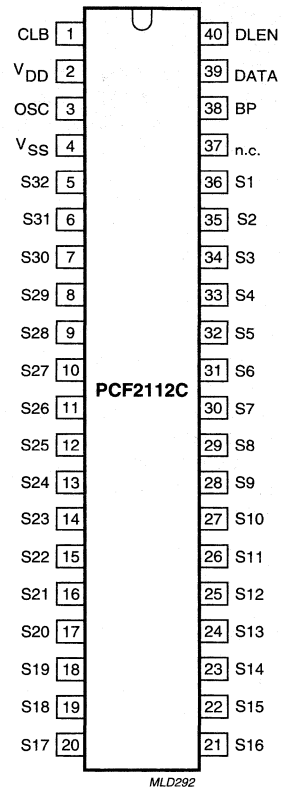 CLB 1 40 DLEN
VDD 2 39 DATA
OSC 3 38 BP
VSS 4 37 n.c.
S32 5 36 S1
S31 6 35 S2
S30 7 34 S3
S29 8 33 S4
S28 9 32 S5
S27 10 31 S6
PCF2112C
S26 11 30 S7
S25 12 29 S8
S24 13 28 S9
S23 14 27 S10
S22 15 26 S11
S21 16 25 S12
S20 17 24 S13
S19 18 23 S14
S18 19 22 S15
S17 20 21 S16
MLD292